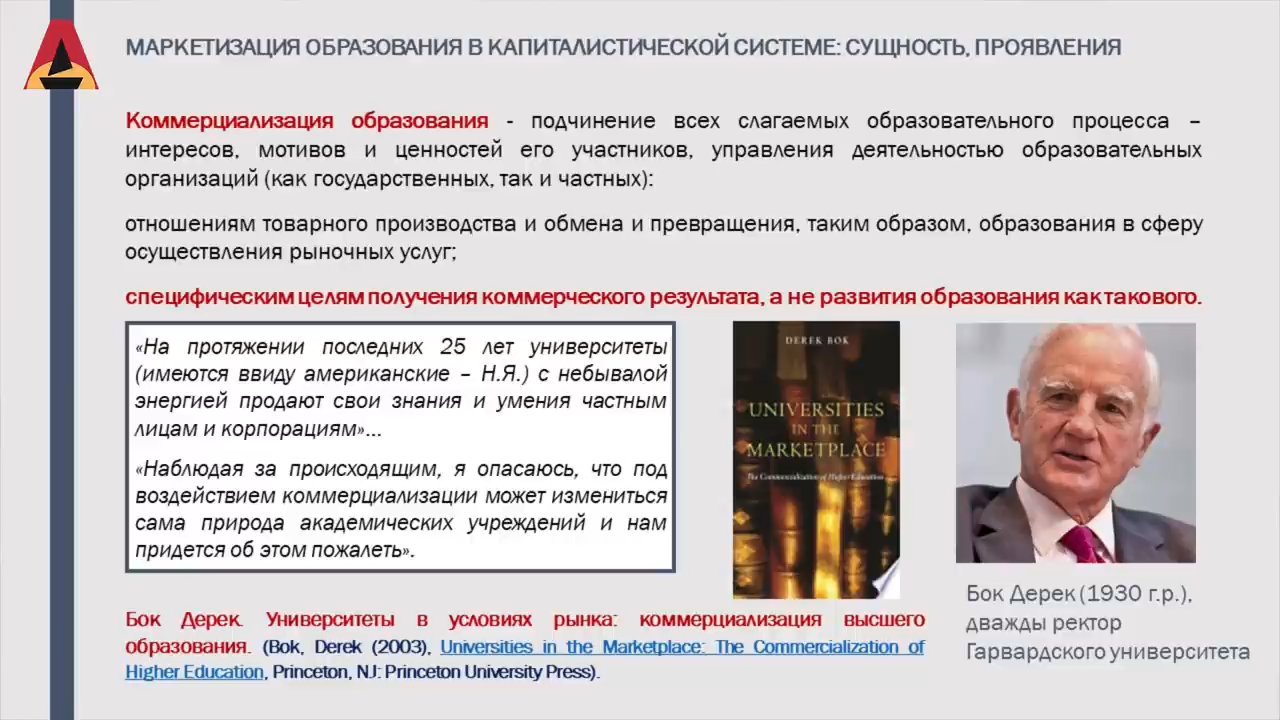 МАРКЕТИЗАЦИЯ ОБРАЗОВАНИЯ В КАПИТАЛИСТИЧЕСКОЙ СИСТЕМЕ: СУЩНОСТЬ, ПРОЯВЛЕНИЯ
Коммерциализация образования - подчинение всех слагаемых образовательного процесса –
интересов, мотивов и ценностей его участников, управления деятельностью образовательных
организаций (как государственных, так и частных):
отношениям товарного производства и обмена и превращения, таким образом, образования в сферу
осуществления рыночных услуг;
специфическим целям получения коммерческого результата, а не развития образования как такового.
«На протяжении последних 25 лет университеты
(имеются ввиду американские – Н.Я.) с небывалой
энергией продают свои знания и умения частным
лицам и корпорациям»...
«Наблюдая за происходящим, я опасаюсь, что под
воздействием коммерциализации может измениться
сама природа академических учреждений и нам
придется об этом пожалеть».
DEREK BOK
UNIVERSITIES
IN THE
MARKETPLACE
The Commercialization of Higher Education
Бок Дерек (1930 г.р.),
дважды ректор
Гарвардского университета
Бок Дерек. Университеты в условиях рынка: коммерциализация высшего
образования. (Bok, Derek (2003), Universities in the Marketplace: The Commercialization of
Higher Education, Princeton, NJ: Princeton University Press).